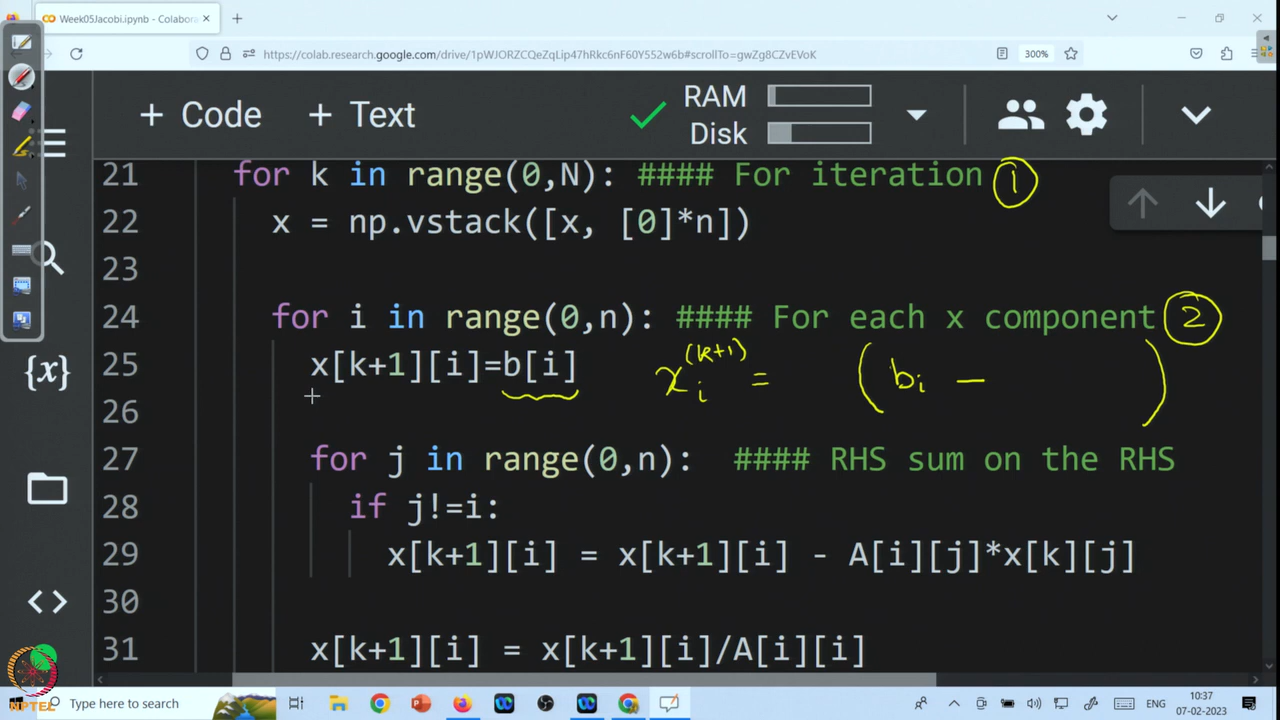 Week05Jacobi.ipynb - Colabora
https://colab.research.google.com/drive/1pWJORZCQeZqLip47hRkc6nF60Y552w6b#scrollTo=gwZg8CZvEVoK
300%
+ Code + Text
RAM
Disk
21 for k in range(0,N): #### For iteration 1
22 x = np.vstack([x, [0]*n])
23
24 for i in range(0,n): #### For each x component 2
25 x[k+1][i]=b[i] x_i^(k+1) = ( b_i - )
26
27 for j in range(0,n): #### RHS sum on the RHS
28 if j!=i:
29 x[k+1][i] = x[k+1][i] - A[i][j]*x[k][j]
30
31 x[k+1][i] = x[k+1][i]/A[i][i]
{x}
NPTEL
Type here to search
ENG
10:37
07-02-2023